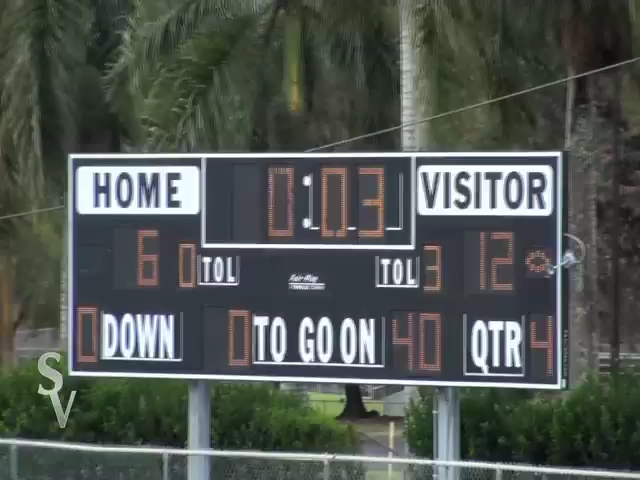 HOME 0:03 VISITOR
6 0 TOL TOL 3 12
0 DOWN 0 TO GO ON 40 QTR 4
SV